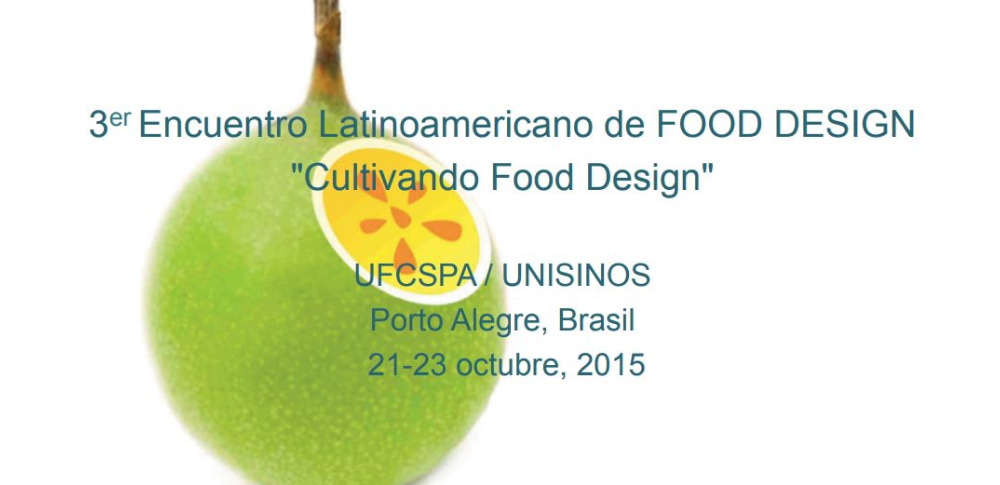 3er Encuentro Latinoamericano de FOOD DESIGN
"Cultivando Food Design"
UFCSPA / UNISINOS
Porto Alegre, Brasil
21-23 octubre, 2015